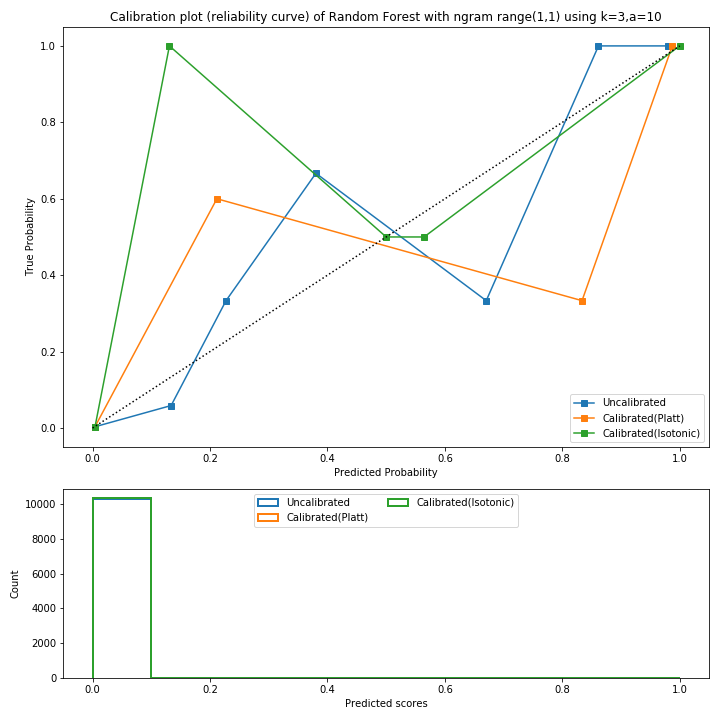 Calibration plot (reliability curve) of Random Forest with ngram range(1,1) using k=3,a=10
1.0
0.8
0.6
0.4
0.2
0.0
True Probability
0.0 0.2 0.4 0.6 0.8 1.0
Predicted Probability
Uncalibrated
Calibrated(Platt)
Calibrated(Isotonic)
10000
8000
6000
4000
2000
0
Count
Uncalibrated Calibrated(Isotonic)
Calibrated(Platt)
0.0 0.2 0.4 0.6 0.8 1.0
Predicted scores